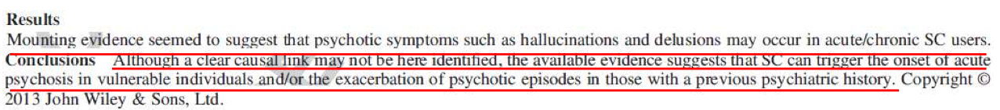 Results
Mounting evidence seemed to suggest that psychotic symptoms such as hallucinations and delusions may occur in acute/chronic SC users.
Conclusions Although a clear causal link may not be here identified, the available evidence suggests that SC can trigger the onset of acute
psychosis in vulnerable individuals and/or the exacerbation of psychotic episodes in those with a previous psychiatric history. Copyright ©
2013 John Wiley & Sons, Ltd.